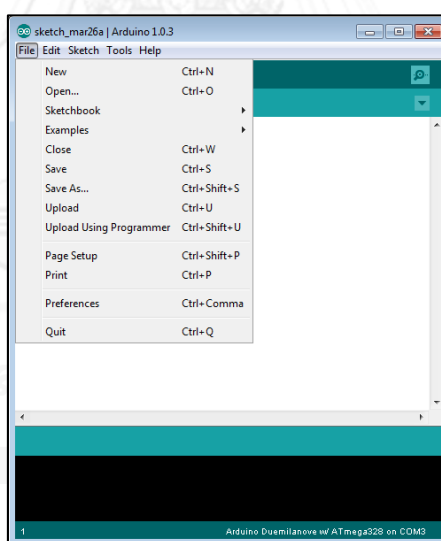 sketch_mar26a | Arduino 1.0.3
File Edit Sketch Tools Help
New Ctrl+N
Open... Ctrl+O
Sketchbook
Examples
Close Ctrl+W
Save Ctrl+S
Save As... Ctrl+Shift+S
Upload Ctrl+U
Upload Using Programmer Ctrl+Shift+U
Page Setup Ctrl+Shift+P
Print Ctrl+P
Preferences Ctrl+Comma
Quit Ctrl+Q
1 Arduino Duemilanove w/ ATmega328 on COM3